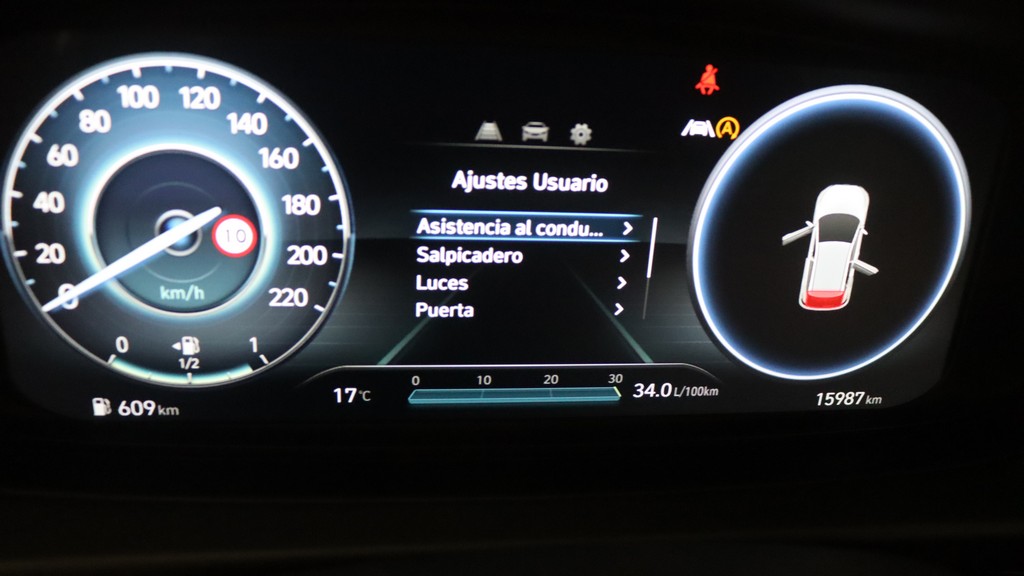 0
20
40
60
80
100
120
140
160
180
200
220
10
km/h
0
1/2
1
609 km
A
Ajustes Usuario
Asistencia al condu...
Salpicadero
Luces
Puerta
17°C
0 10 20 30
34.0 L/100km
15987 km